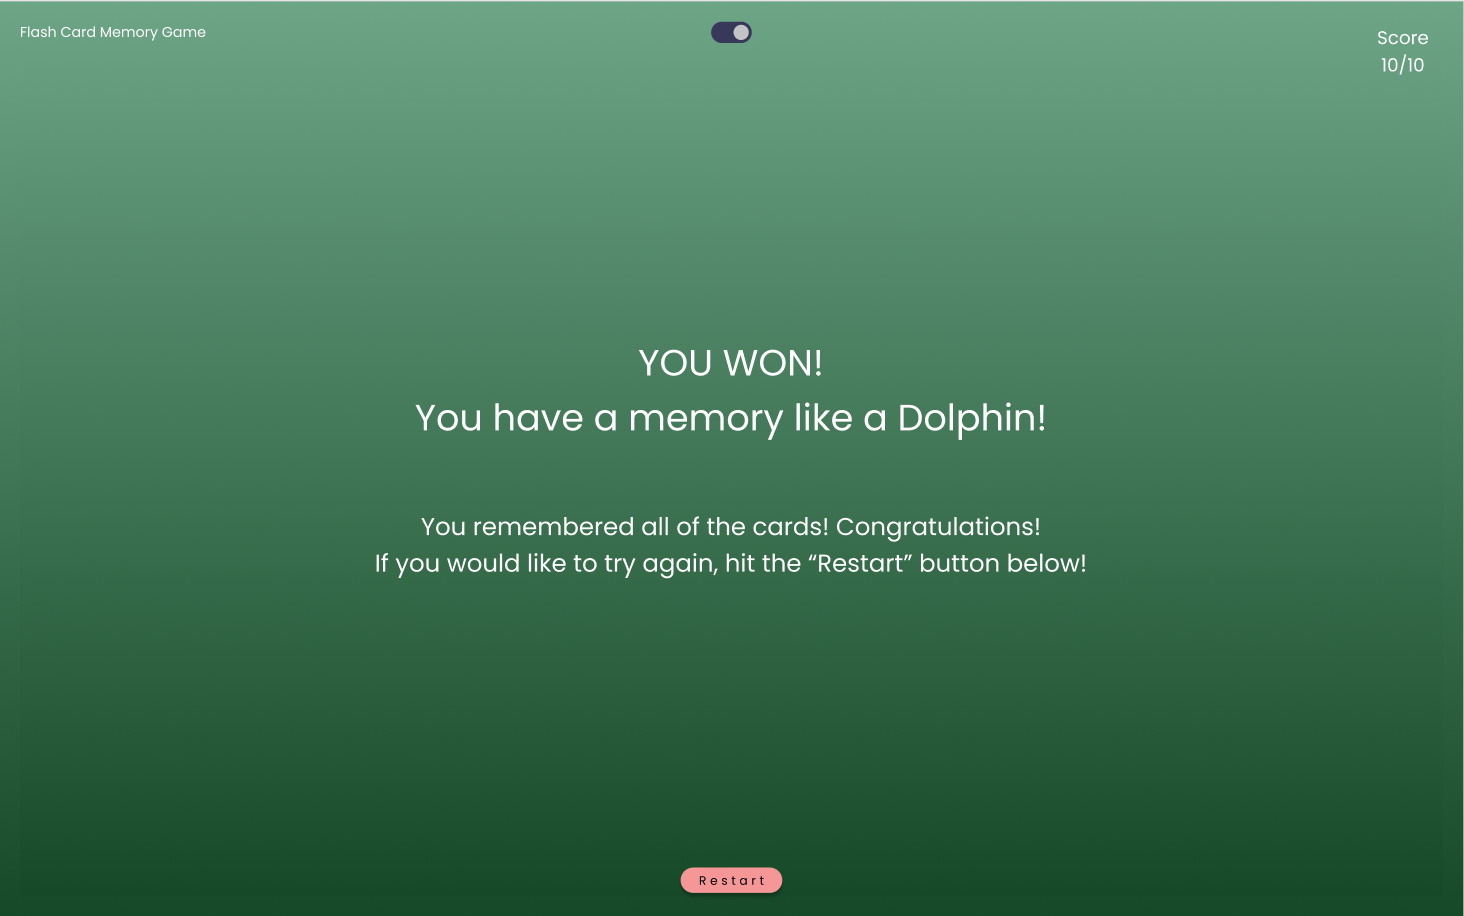 Flash Card Memory Game
Score
10/10
YOU WON!
You have a memory like a Dolphin!
You remembered all of the cards! Congratulations!
If you would like to try again, hit the “Restart” button below!
Restart